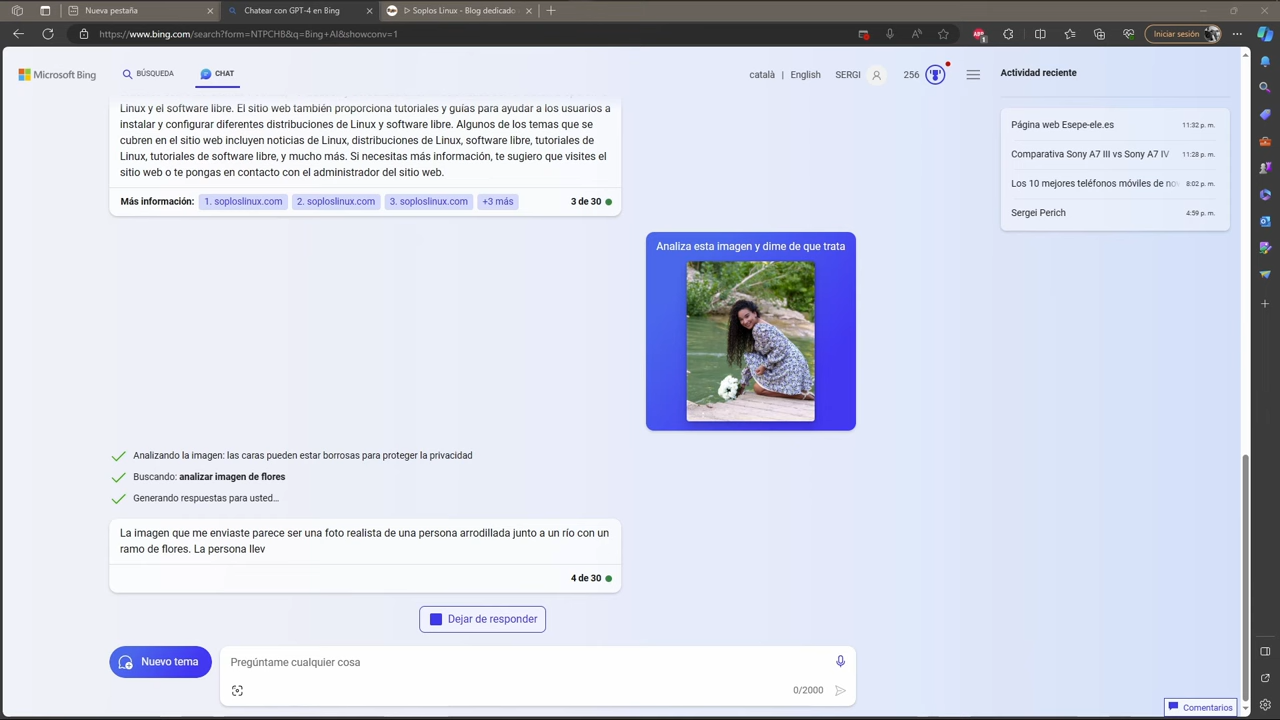 Nueva pestaña
Chatear con GPT-4 en Bing
Soplos Linux - Blog dedicado
https://www.bing.com/search?form=NTPCHB&q=Bing+AI&showconv=1
Iniciar sesión
Microsoft Bing
BÚSQUEDA
CHAT
català | English
SERGI
256
Actividad reciente
Página web Esepe-ele.es 11:32 p. m.
Comparativa Sony A7 III vs Sony A7 IV 11:28 p. m.
Los 10 mejores teléfonos móviles de no 8:02 p. m.
Sergei Perich 4:59 p. m.
Linux y el software libre. El sitio web también proporciona tutoriales y guías para ayudar a los usuarios a
instalar y configurar diferentes distribuciones de Linux y software libre. Algunos de los temas que se
cubren en el sitio web incluyen noticias de Linux, distribuciones de Linux, software libre, tutoriales de
Linux, tutoriales de software libre, y mucho más. Si necesitas más información, te sugiero que visites el
sitio web o te pongas en contacto con el administrador del sitio web.
Más información: 1. soploslinux.com 2. soploslinux.com 3. soploslinux.com +3 más 3 de 30
Analiza esta imagen y dime de que trata
Analizando la imagen: las caras pueden estar borrosas para proteger la privacidad
Buscando: analizar imagen de flores
Generando respuestas para usted...
La imagen que me enviaste parece ser una foto realista de una persona arrodillada junto a un río con un
ramo de flores. La persona llev
4 de 30
Dejar de responder
Nuevo tema
Pregúntame cualquier cosa
0/2000
Comentarios